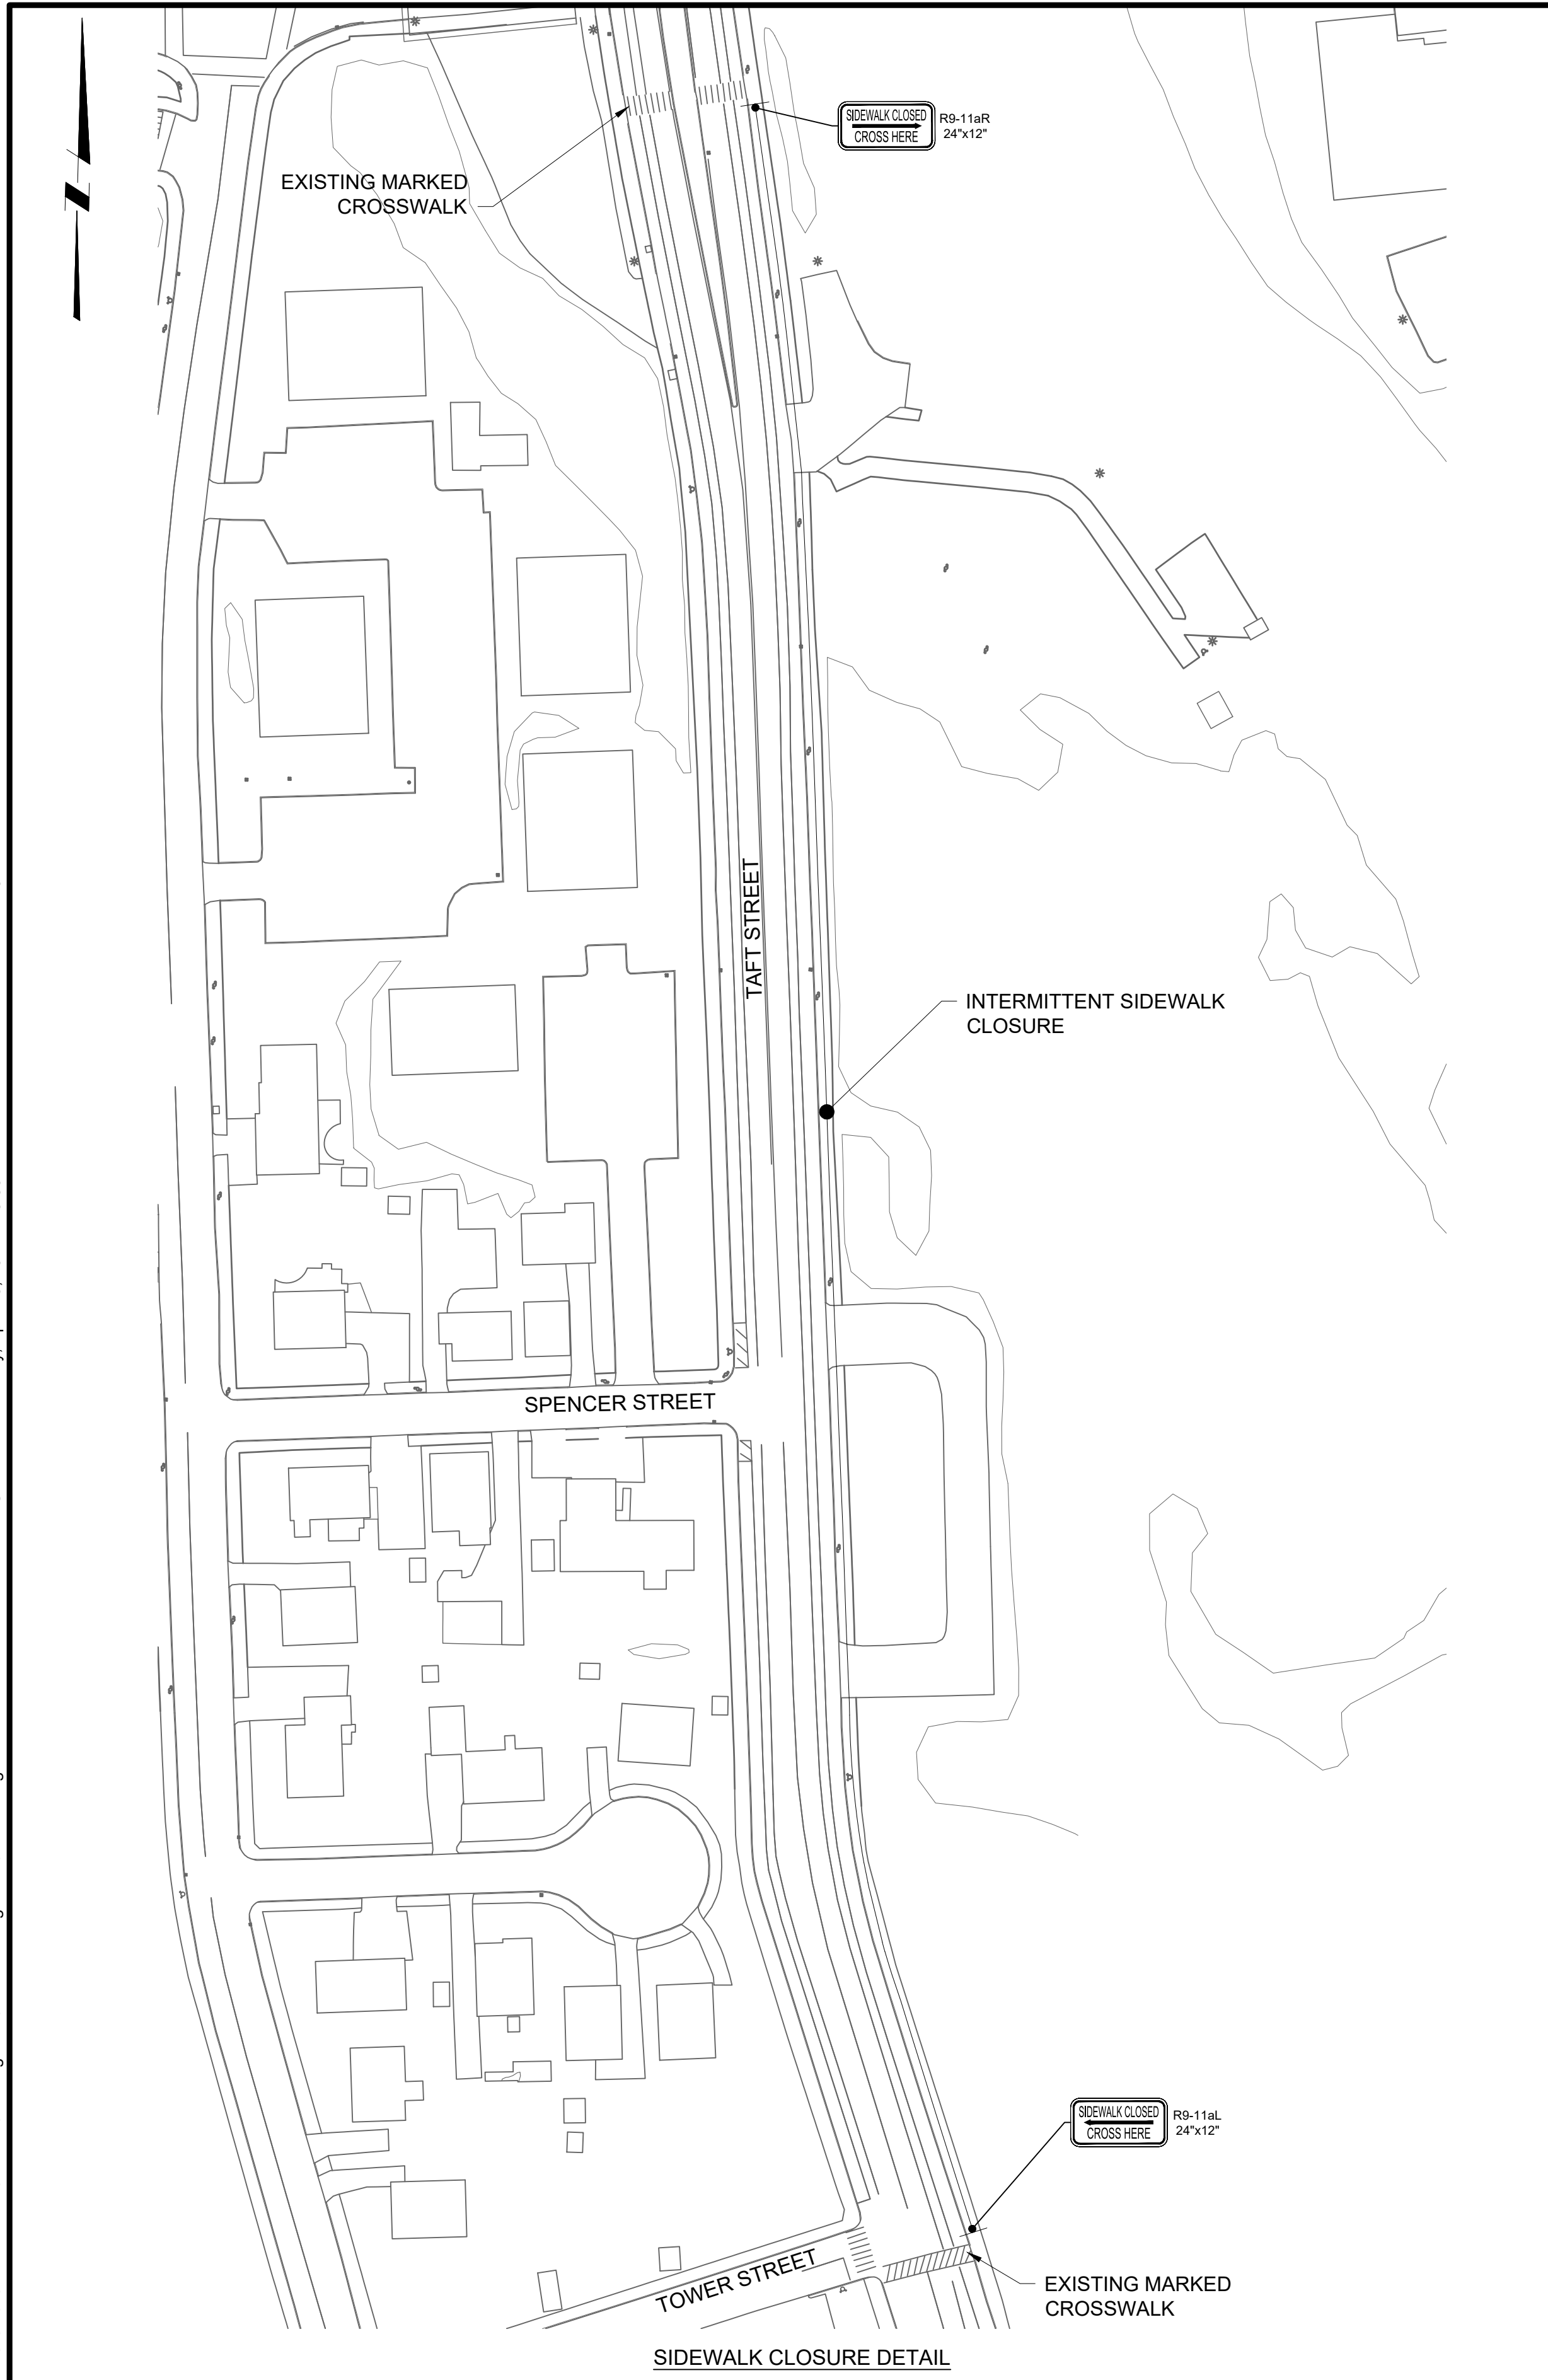 SIDEWALK CLOSED
CROSS HERE
R9-11aR
24"x12"
EXISTING MARKED
CROSSWALK
TAFT STREET
INTERMITTENT SIDEWALK
CLOSURE
SPENCER STREET
SIDEWALK CLOSED
CROSS HERE
R9-11aL
24"x12"
TOWER STREET
EXISTING MARKED
CROSSWALK
SIDEWALK CLOSURE DETAIL